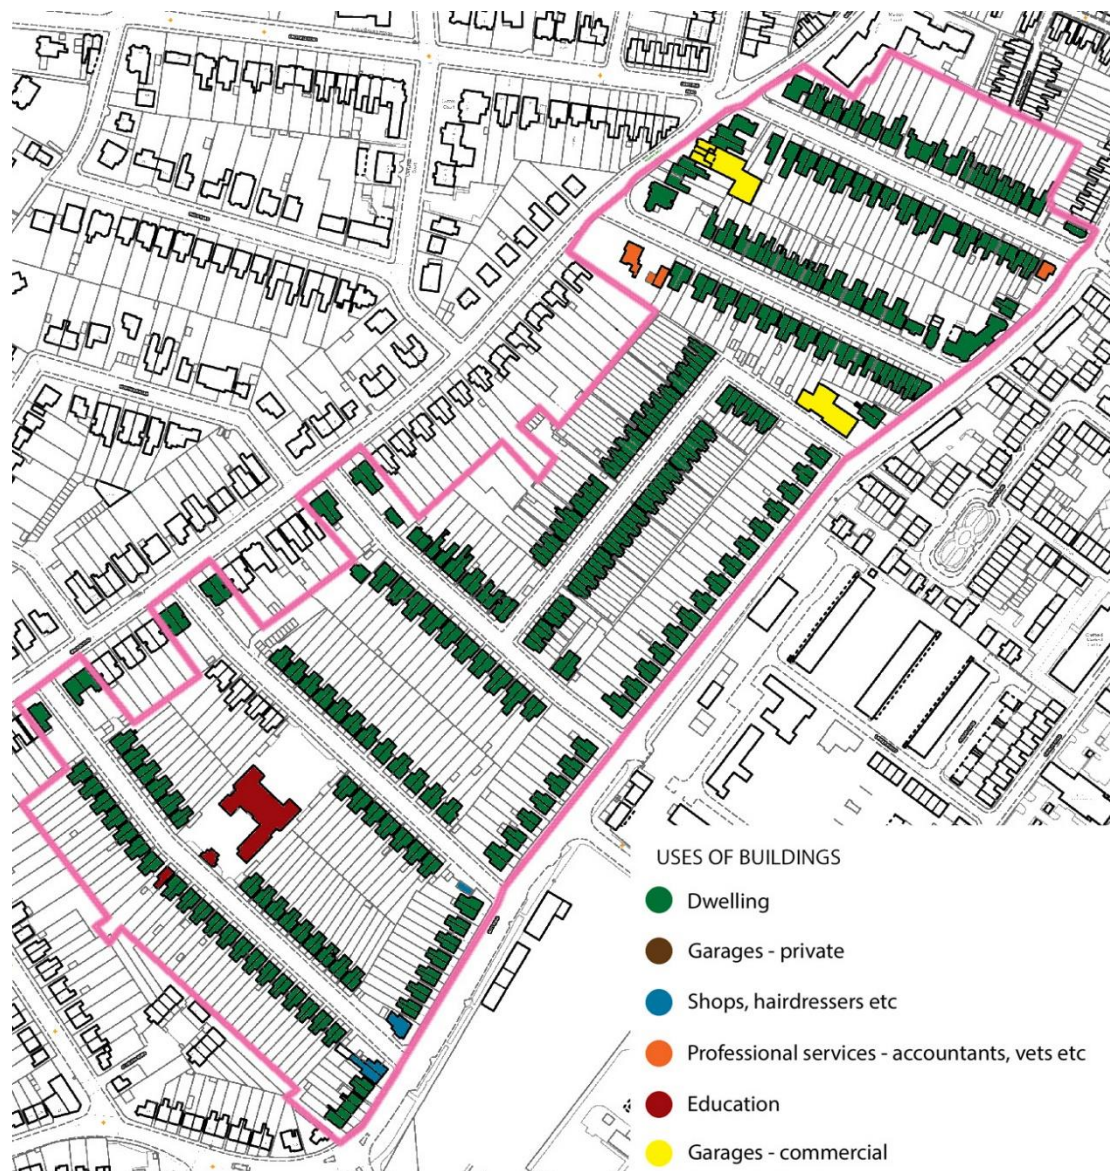 USES OF BUILDINGS
Dwelling
Garages - private
Shops, hairdressers etc
Professional services - accountants, vets etc
Education
Garages - commercial